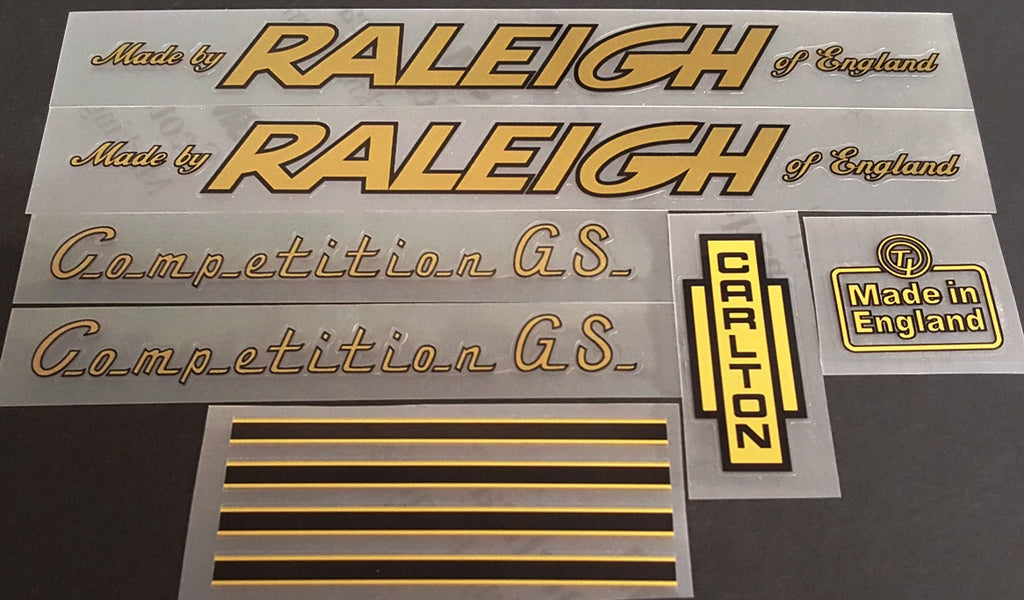 Made by RALEIGH of England
Made by RALEIGH of England
Competition GS
Competition GS
CARLTON
TI
Made in
England